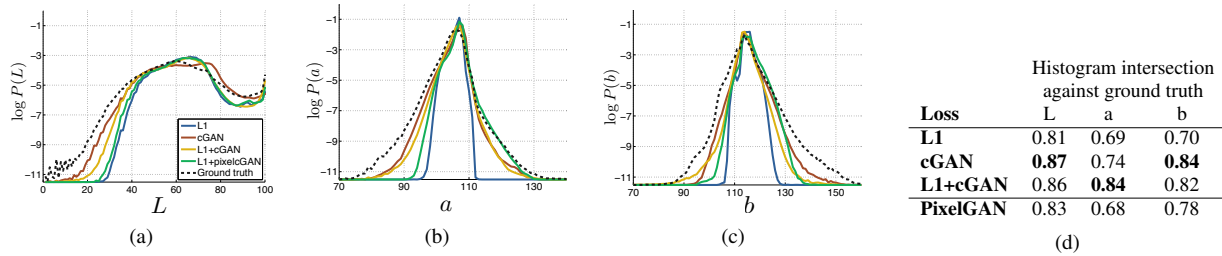 −1
−3
−5
−7
−9
−11
log P(L)
L1
cGAN
L1+cGAN
L1+pixelcGAN
Ground truth
0 20 40 60 80 100
L
(a)
−1
−3
−5
−7
−9
−11
log P(a)
70 90 110 130
a
(b)
−1
−3
−5
−7
−9
−11
log P(b)
70 90 110 130 150
b
(c)
Histogram intersection
against ground truth
Loss L a b
L1 0.81 0.69 0.70
cGAN 0.87 0.74 0.84
L1+cGAN 0.86 0.84 0.82
PixelGAN 0.83 0.68 0.78
(d)